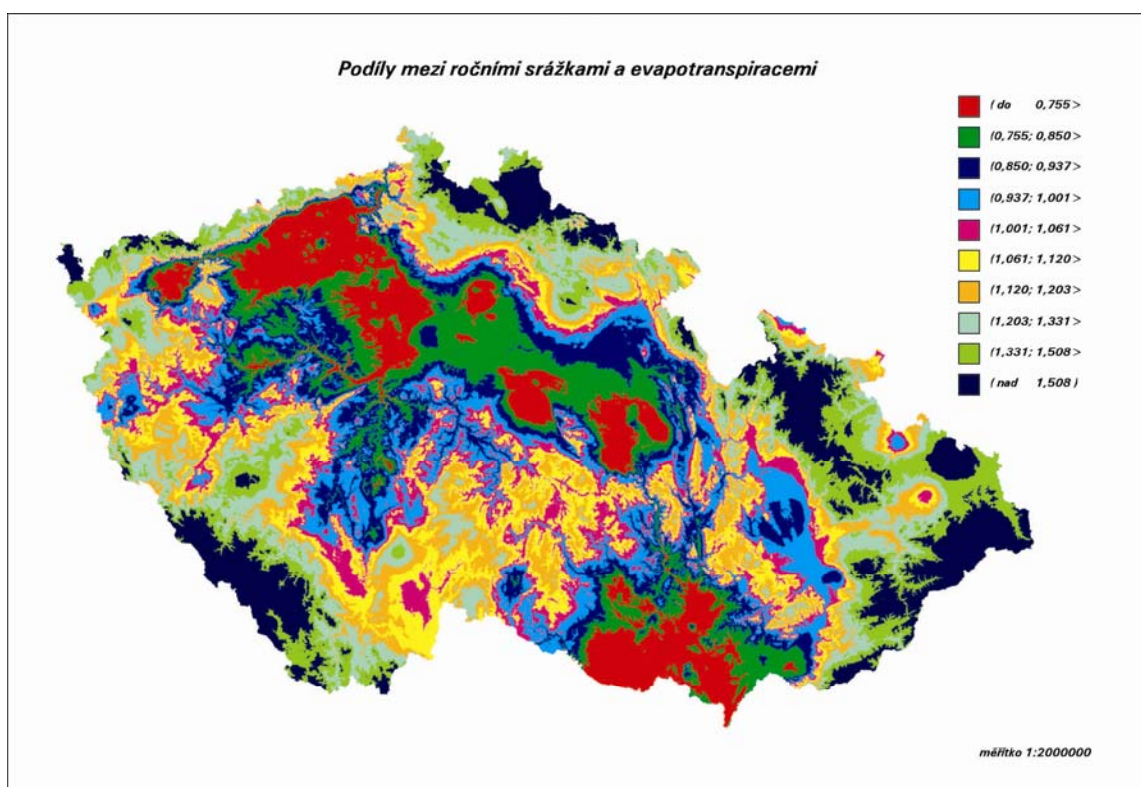 Podíly mezi ročními srážkami a evapotranspiracemi
( do 0,755>
(0,755; 0,850>
(0,850; 0,937>
(0,937; 1,001>
(1,001; 1,061>
(1,061; 1,120>
(1,120; 1,203>
(1,203; 1,331>
(1,331; 1,508>
( nad 1,508 )
měřítko 1:2000000